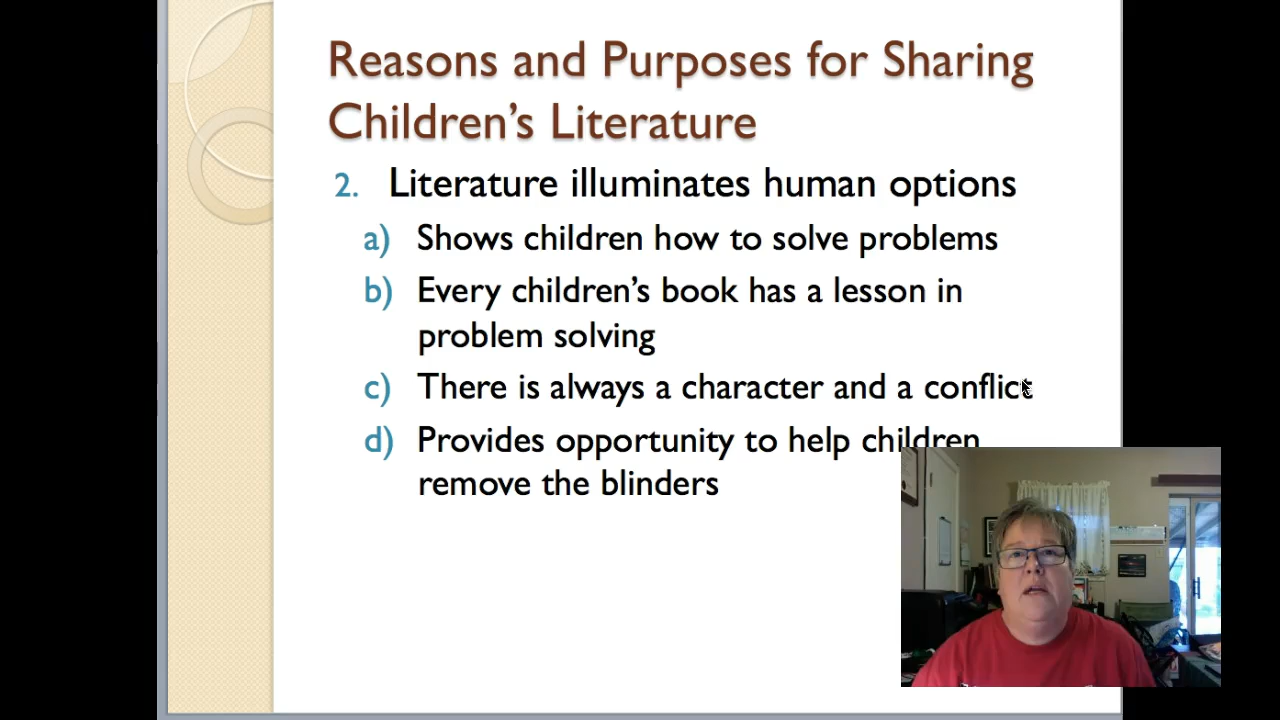 Reasons and Purposes for Sharing
Children’s Literature
2. Literature illuminates human options
a) Shows children how to solve problems
b) Every children’s book has a lesson in
problem solving
c) There is always a character and a conflict
d) Provides opportunity to help children
remove the blinders